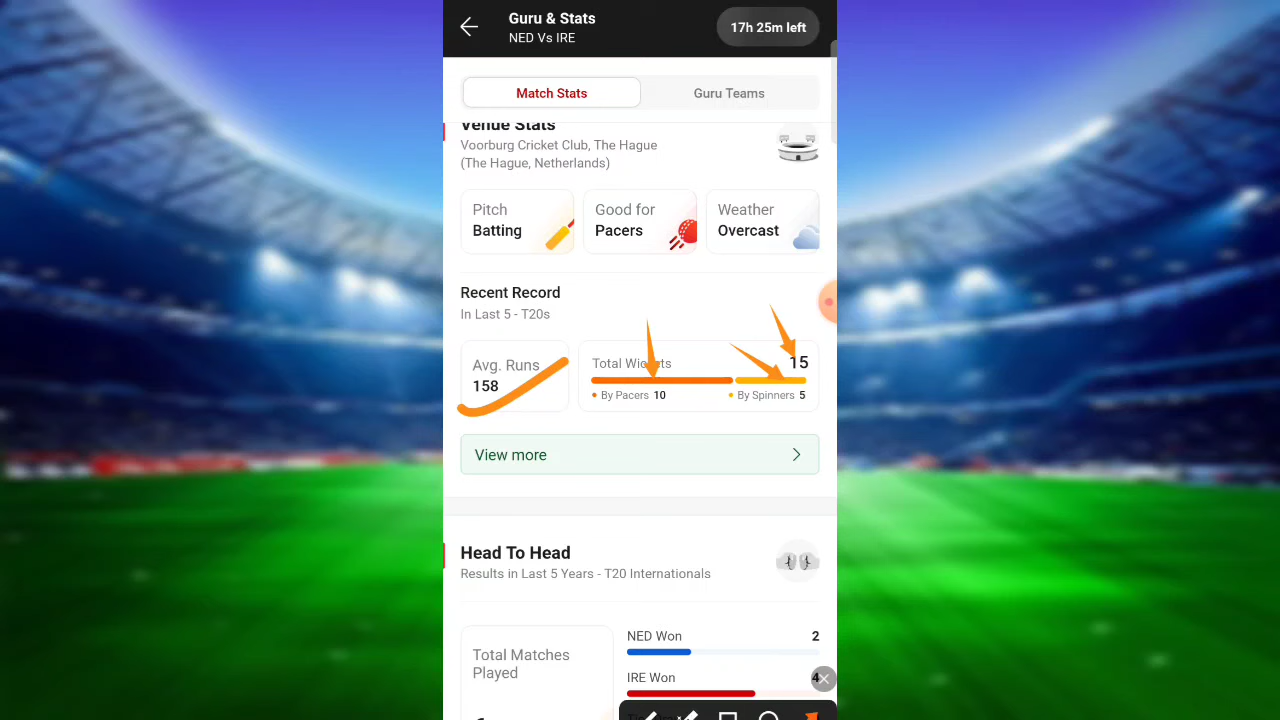 Guru & Stats
NED Vs IRE
17h 25m left
Match Stats
Guru Teams
Venue Stats
Voorburg Cricket Club, The Hague
(The Hague, Netherlands)
Pitch
Batting
Good for
Pacers
Weather
Overcast
Recent Record
In Last 5 - T20s
Avg. Runs
158
Total Wickets
15
By Pacers 10
By Spinners 5
View more
Head To Head
Results in Last 5 Years - T20 Internationals
Total Matches
Played
NED Won 2
IRE Won 4